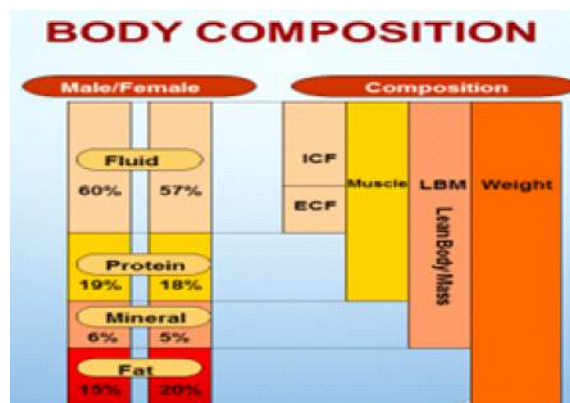 BODY COMPOSITION
Male/Female
Composition
Fluid
60% 57%
ICF
ECF
Muscle
LBM
Lean Body Mass
Weight
Protein
19% 18%
Mineral
6% 5%
Fat
15% 20%